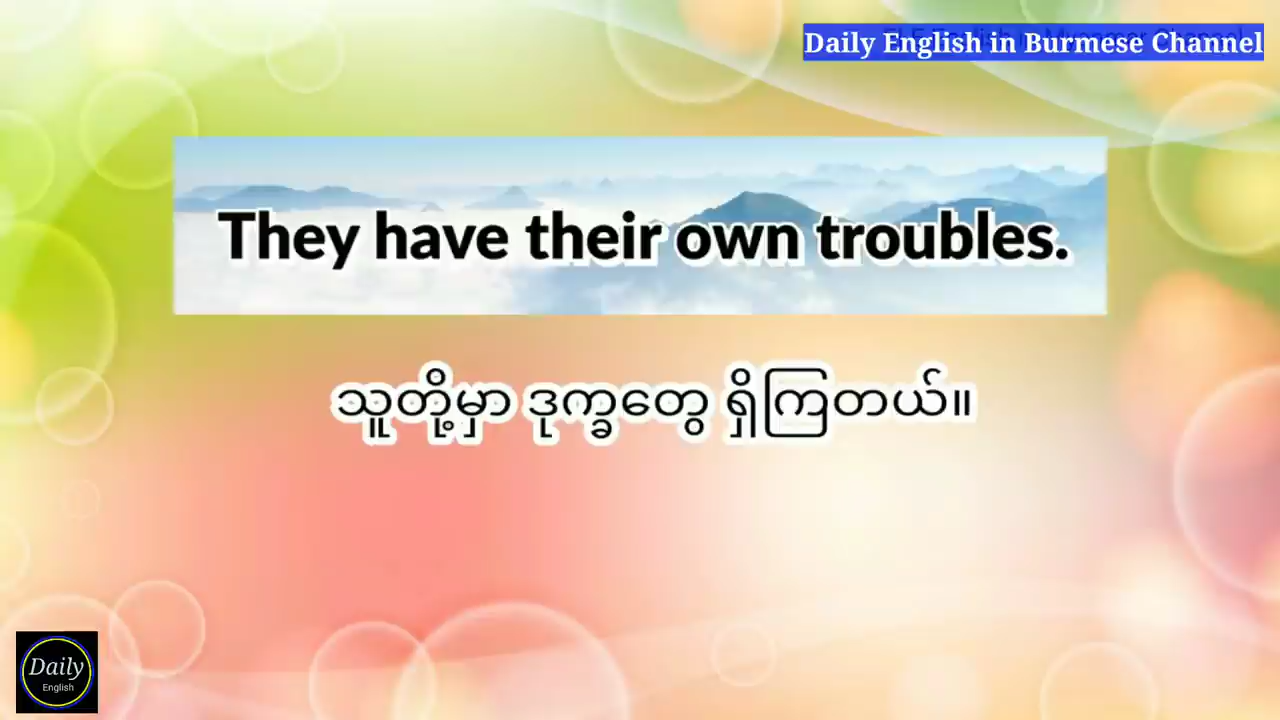 Daily English in Burmese Channel
They have their own troubles.
သူတို့မှာ ဒုက္ခတွေ ရှိကြတယ်။
Daily
English